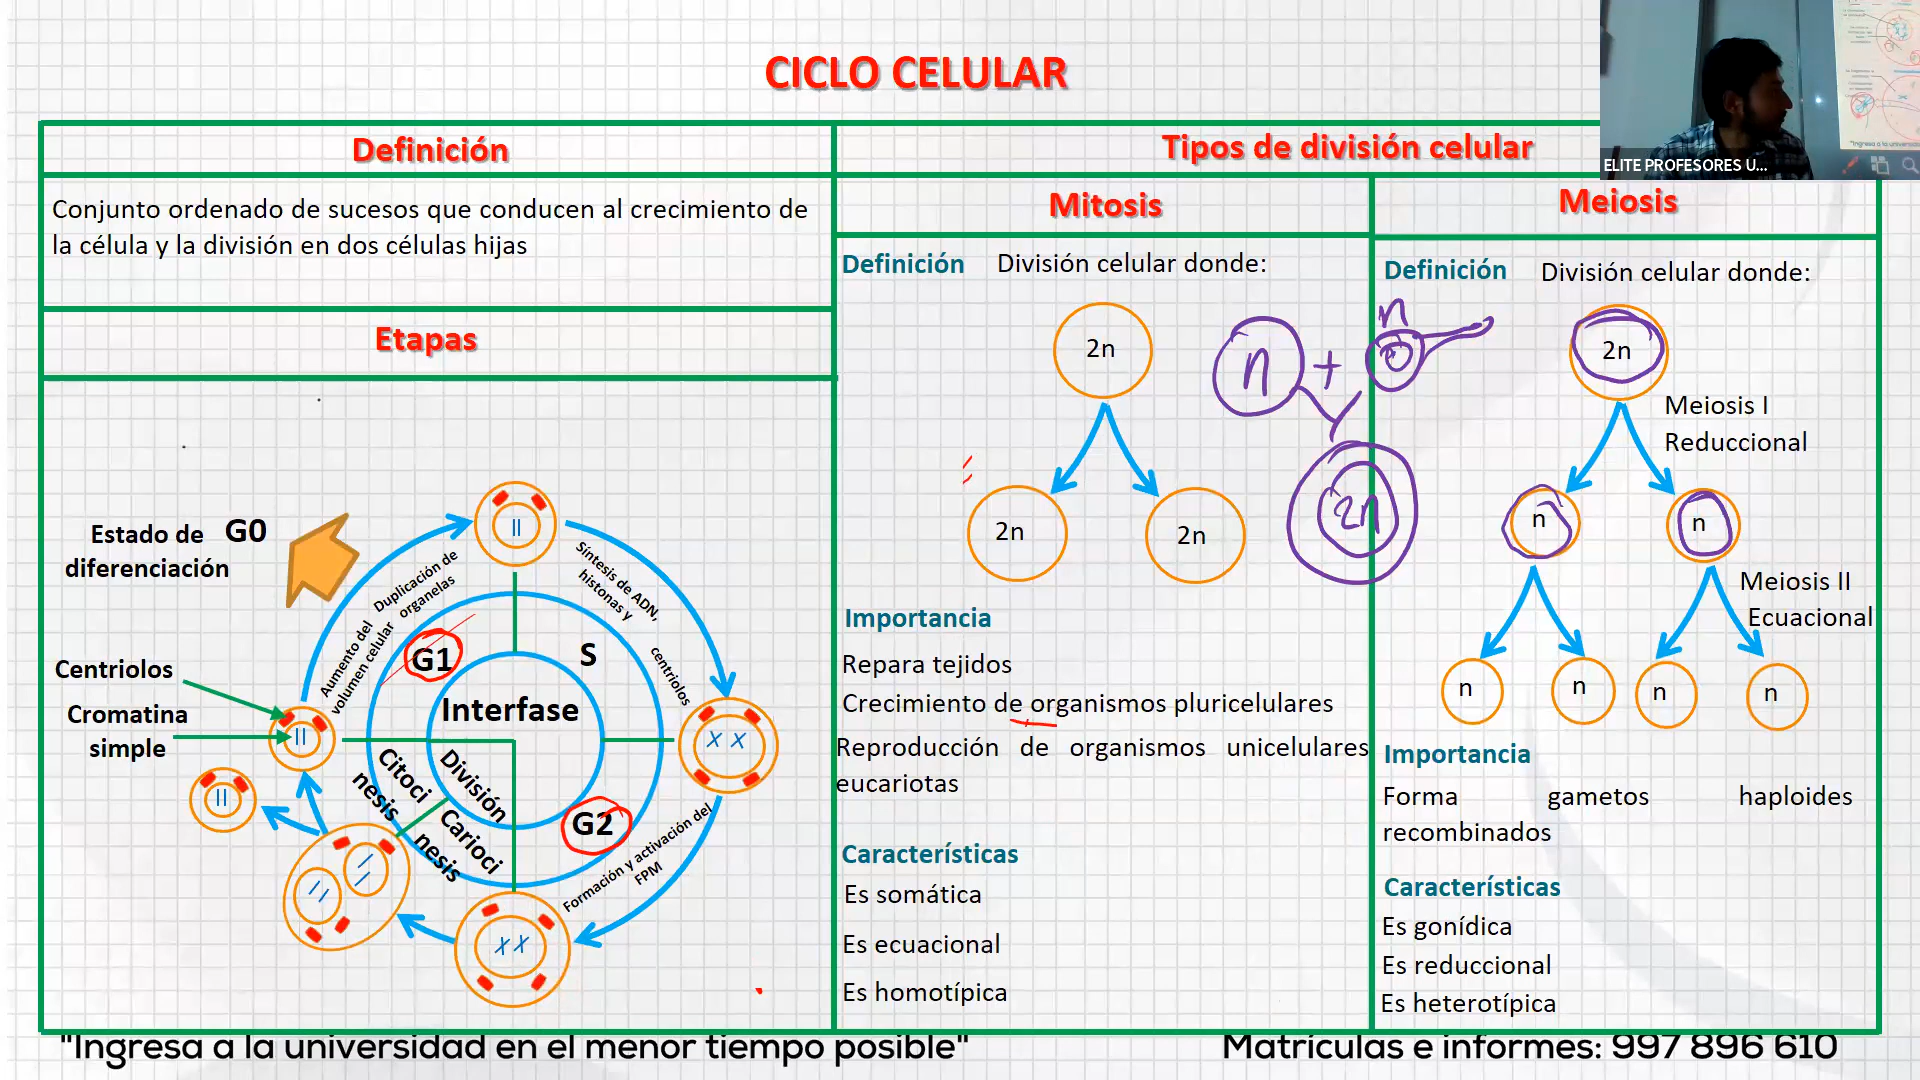 CICLO CELULAR
ELITE PROFESORES U...
Definición
Conjunto ordenado de sucesos que conducen al crecimiento de
la célula y la división en dos células hijas
Etapas
Estado de G0
diferenciación
Centriolos
Cromatina
simple
Aumento del
volumen celular
Duplicación de
organelas
Síntesis de ADN,
histonas y
centriolos
Formación y activación del
FPM
G1
S
G2
Interfase
División
Citoci
nesis
Carioci
nesis
Tipos de división celular
Mitosis
Definición División celular donde:
2n
2n
2n
n + n
2n
Importancia
Repara tejidos
Crecimiento de organismos pluricelulares
Reproducción de organismos unicelulares
eucariotas
Características
Es somática
Es ecuacional
Es homotípica
Meiosis
Definición División celular donde:
2n
Meiosis I
Reduccional
n n
Meiosis II
Ecuacional
n n n n
Importancia
Forma gametos haploides
recombinados
Características
Es gonídica
Es reduccional
Es heterotípica
"Ingresa a la universidad en el menor tiempo posible"
Matrículas e informes: 997 896 610